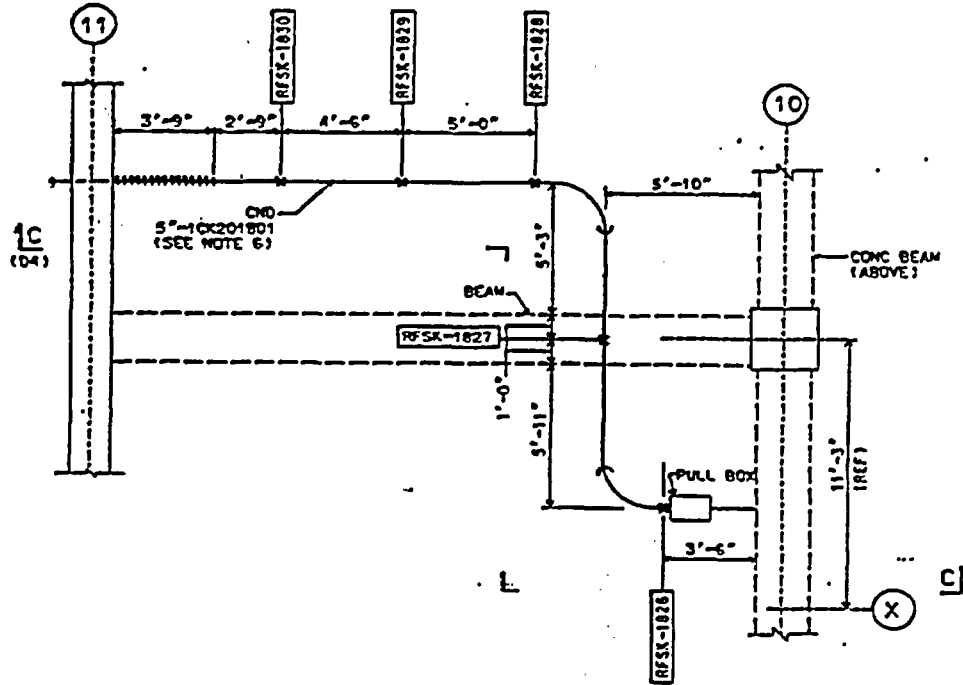 11
RFSK-1830
RFSK-1829
RFSK-1828
10
3'-9"
2'-9"
4'-6"
5'-0"
5'-10"
CND
5"-1CK201801
(SEE NOTE 6)
1C
(D4)
5'-3"
CONC BEAM
(ABOVE)
BEAM
RFSK-1827
1'-0"
5'-11"
11'-3"
(REF)
PULL BOX
3'-6"
C
X
RFSK-1826